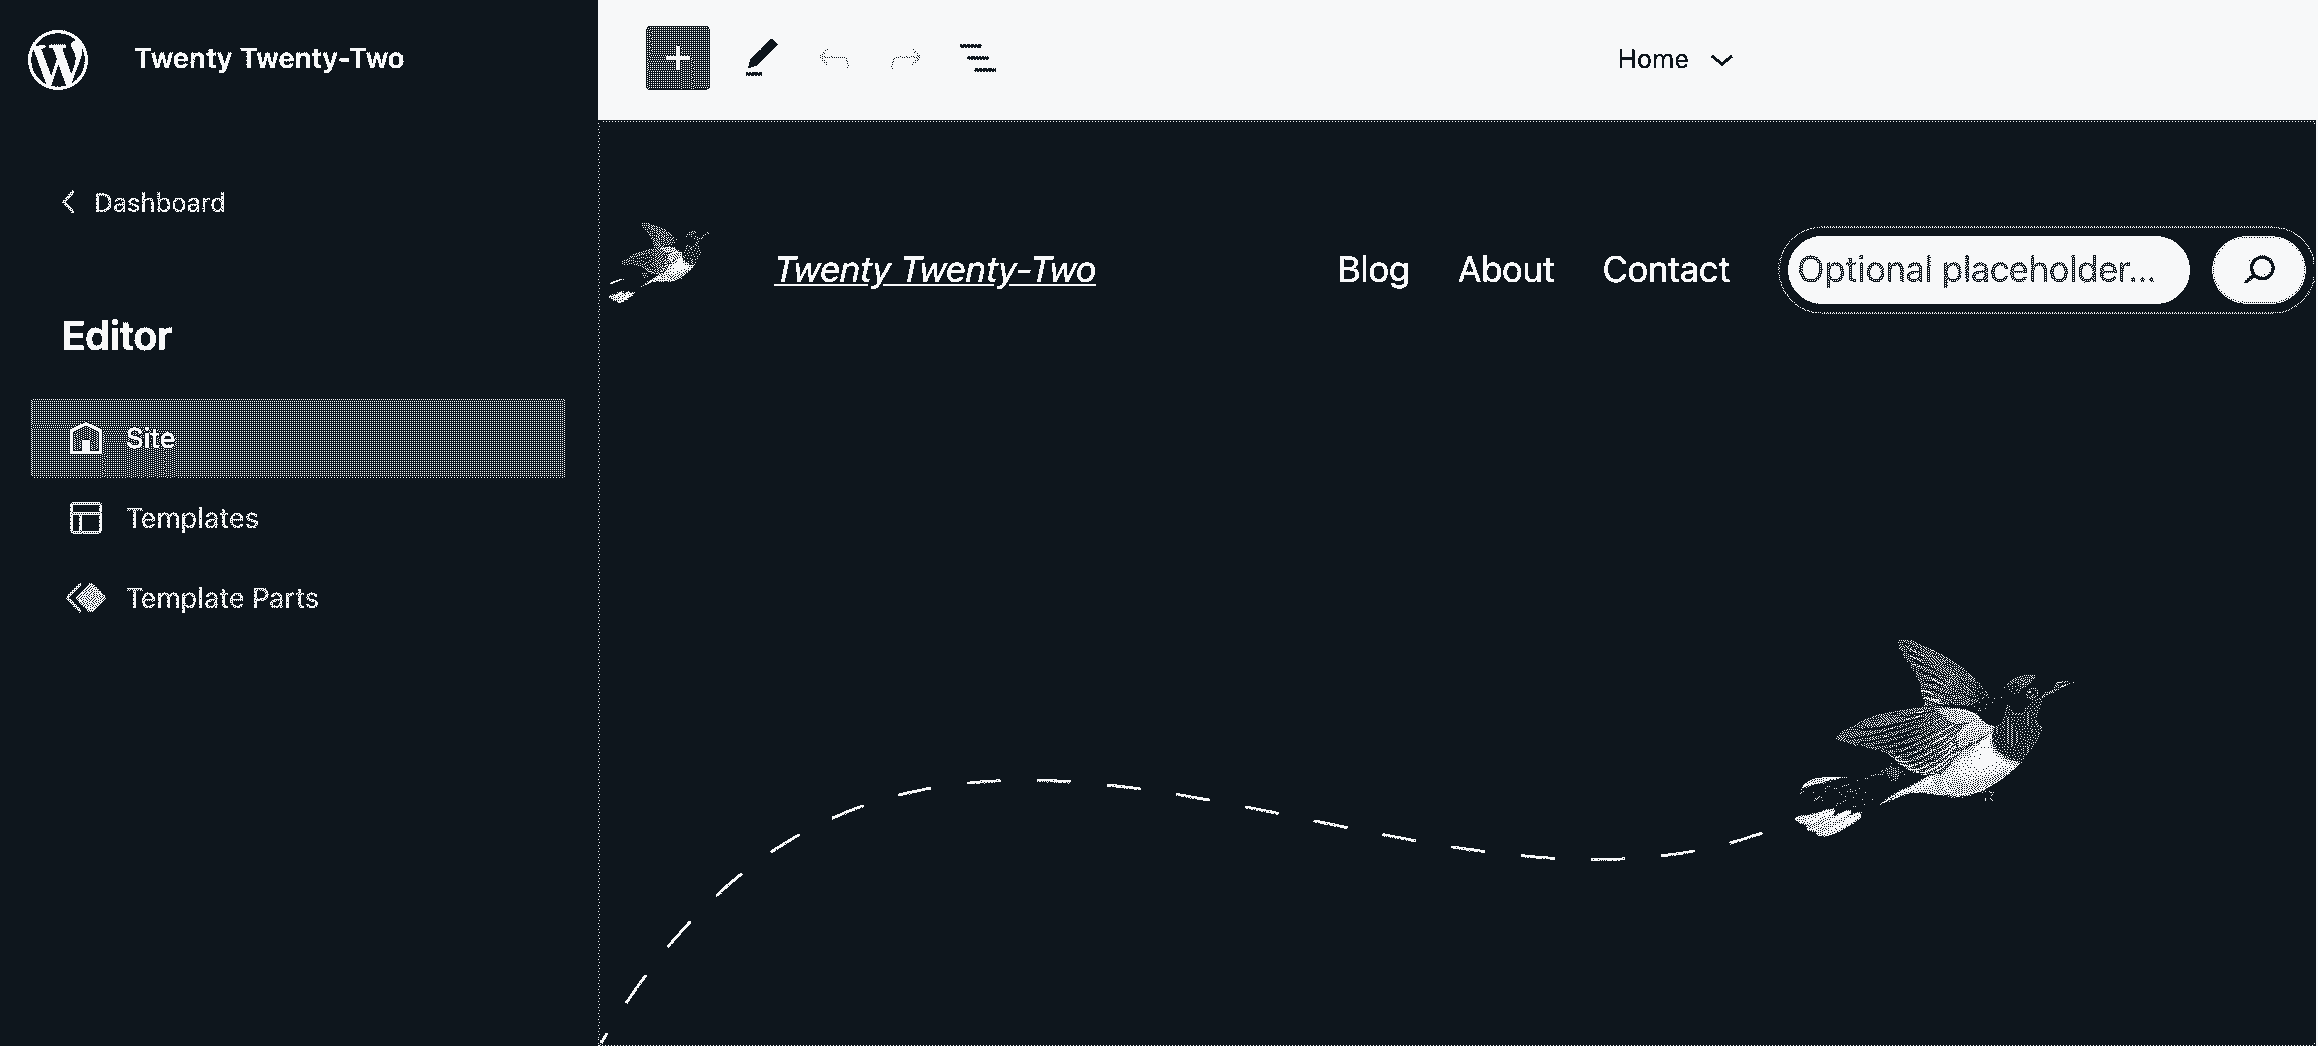 Twenty Twenty-Two
Home
Dashboard
Twenty Twenty-Two
Blog About Contact Optional placeholder...
Editor
Site
Templates
Template Parts